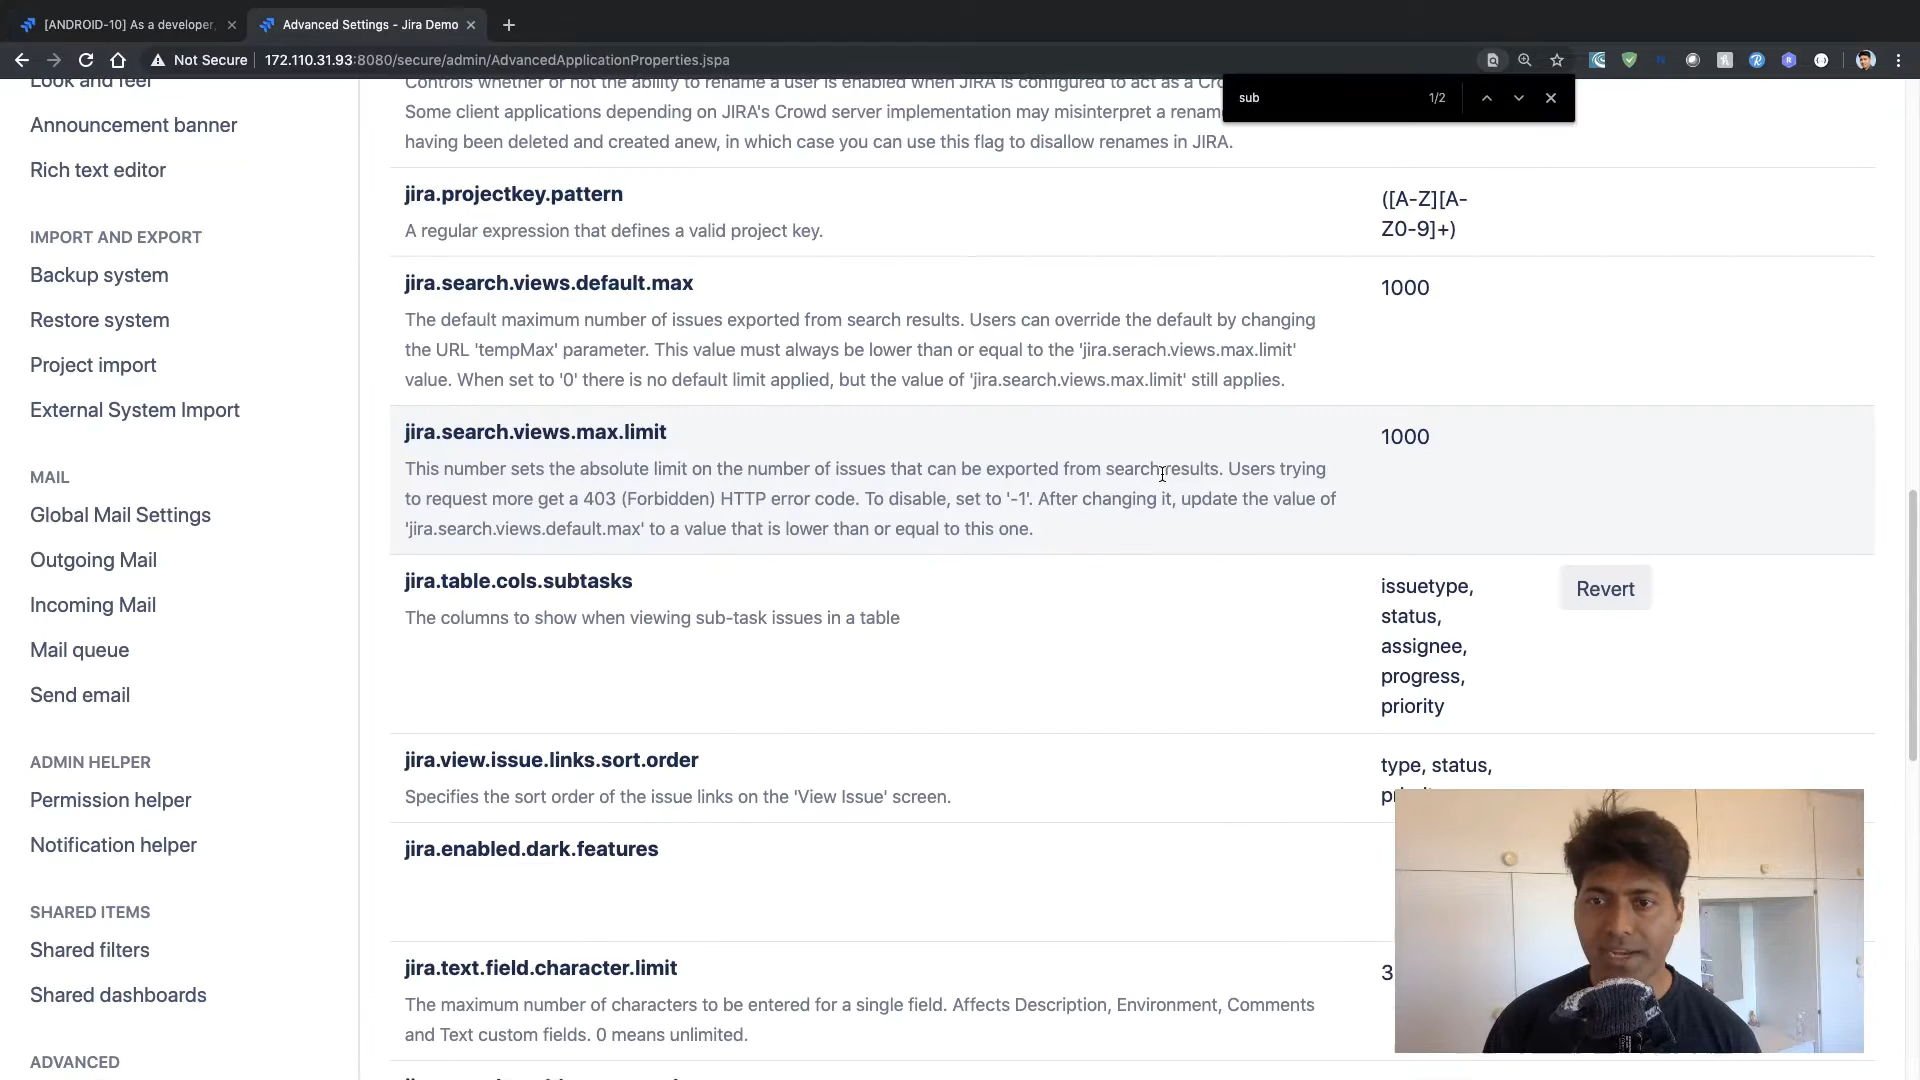 [ANDROID-10] As a developer,
Advanced Settings - Jira Demo
Not Secure
172.110.31.93:8080/secure/admin/AdvancedApplicationProperties.jspa
sub
1/2
Look and feel
Announcement banner
Rich text editor
IMPORT AND EXPORT
Backup system
Restore system
Project import
External System Import
MAIL
Global Mail Settings
Outgoing Mail
Incoming Mail
Mail queue
Send email
ADMIN HELPER
Permission helper
Notification helper
SHARED ITEMS
Shared filters
Shared dashboards
ADVANCED
Controls whether or not the ability to rename a user is enabled when JIRA is configured to act as a
Some client applications depending on JIRA's Crowd server implementation may misinterpret a
having been deleted and created anew, in which case you can use this flag to disallow renames in JIRA.
jira.projectkey.pattern
([A-Z][A-
Z0-9]+)
A regular expression that defines a valid project key.
jira.search.views.default.max
1000
The default maximum number of issues exported from search results. Users can override the default by changing
the URL 'tempMax' parameter. This value must always be lower than or equal to the 'jira.serach.views.max.limit'
value. When set to '0' there is no default limit applied, but the value of 'jira.search.views.max.limit' still applies.
jira.search.views.max.limit
1000
This number sets the absolute limit on the number of issues that can be exported from search results. Users trying
to request more get a 403 (Forbidden) HTTP error code. To disable, set to '-1'. After changing it, update the value of
'jira.search.views.default.max' to a value that is lower than or equal to this one.
jira.table.cols.subtasks
The columns to show when viewing sub-task issues in a table
issuetype,
status,
assignee,
progress,
priority
Revert
jira.view.issue.links.sort.order
type, status,
Specifies the sort order of the issue links on the 'View Issue' screen.
jira.enabled.dark.features
jira.text.field.character.limit
3
The maximum number of characters to be entered for a single field. Affects Description, Environment, Comments
and Text custom fields. 0 means unlimited.